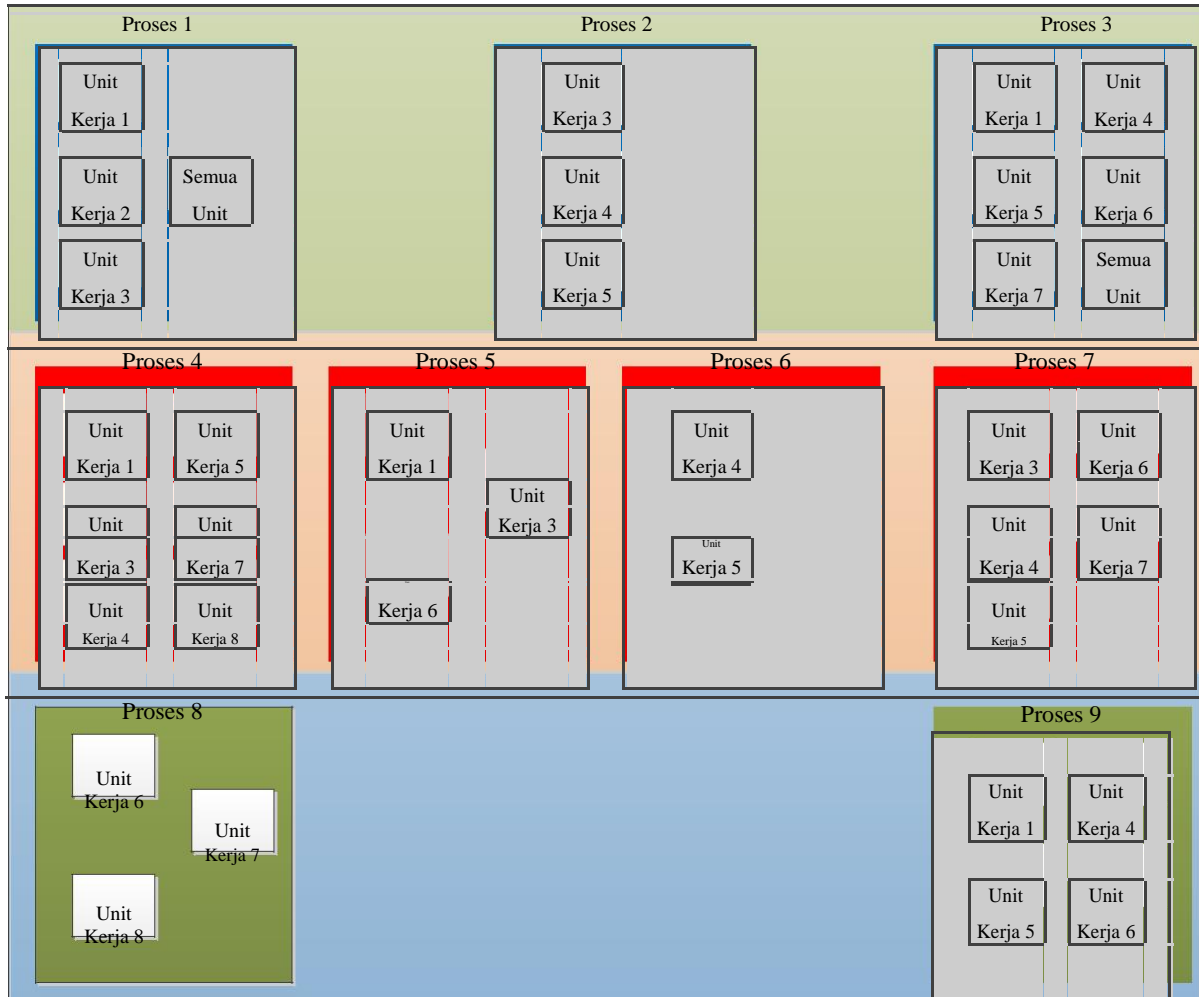 Proses 1
Unit
Kerja 1
Unit
Kerja 2
Unit
Kerja 3
Semua
Unit
Proses 2
Unit
Kerja 3
Unit
Kerja 4
Unit
Kerja 5
Proses 3
Unit
Kerja 1
Unit
Kerja 4
Unit
Kerja 5
Unit
Kerja 6
Unit
Kerja 7
Semua
Unit
Proses 4
Unit
Kerja 1
Unit
Kerja 5
Unit
Kerja 3
Unit
Kerja 7
Unit
Kerja 4
Unit
Kerja 8
Proses 5
Unit
Kerja 1
Unit
Kerja 3
Kerja 6
Proses 6
Unit
Kerja 4
Unit
Kerja 5
Proses 7
Unit
Kerja 3
Unit
Kerja 6
Unit
Kerja 4
Unit
Kerja 7
Unit
Kerja 5
Proses 8
Unit
Kerja 6
Unit
Kerja 7
Unit
Kerja 8
Proses 9
Unit
Kerja 1
Unit
Kerja 4
Unit
Kerja 5
Unit
Kerja 6